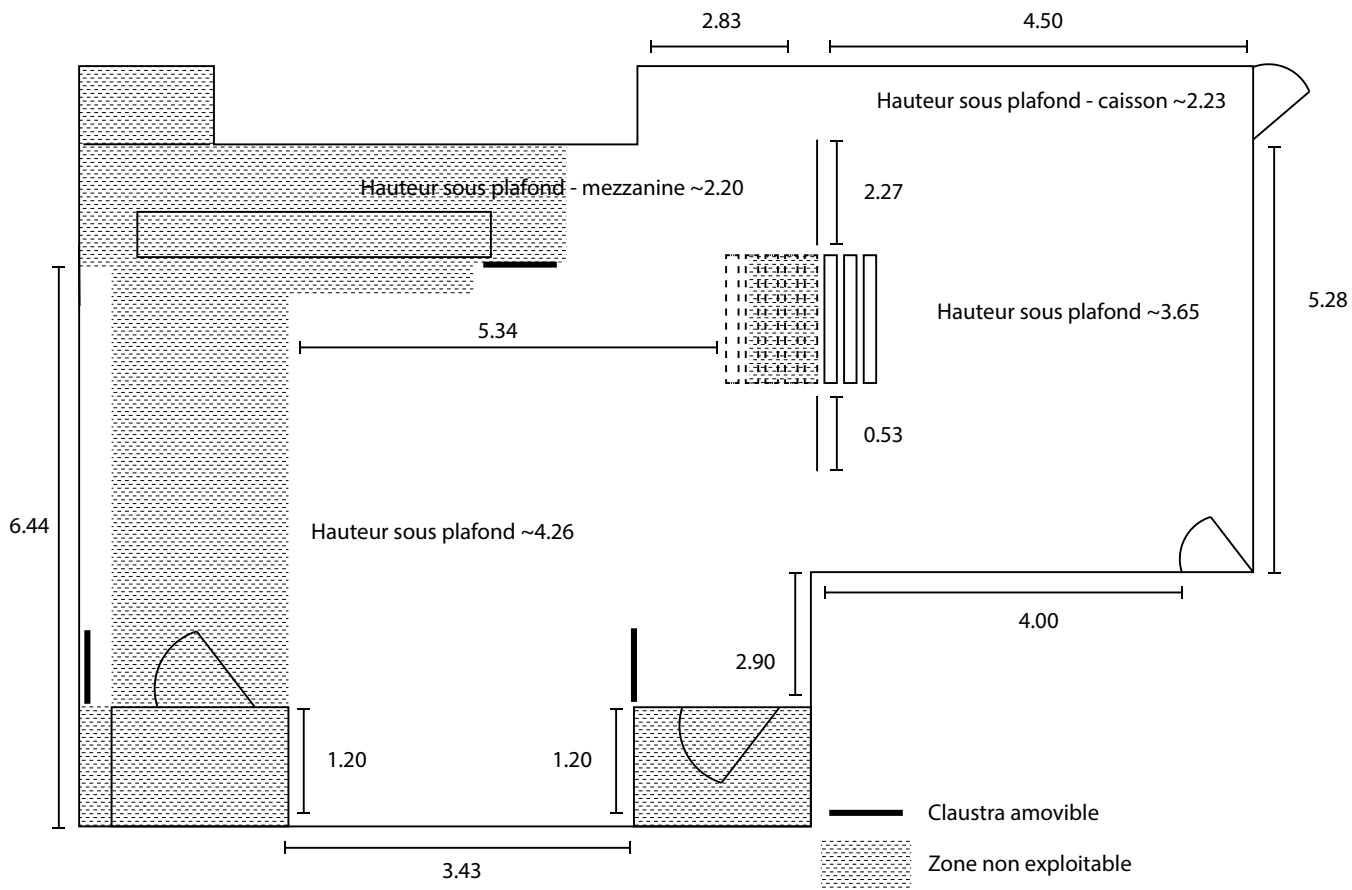 2.83
4.50
Hauteur sous plafond - caisson ~2.23
Hauteur sous plafond - mezzanine ~2.20
2.27
5.28
Hauteur sous plafond ~3.65
5.34
0.53
6.44
Hauteur sous plafond ~4.26
4.00
2.90
1.20
1.20
Claustra amovible
Zone non exploitable
3.43